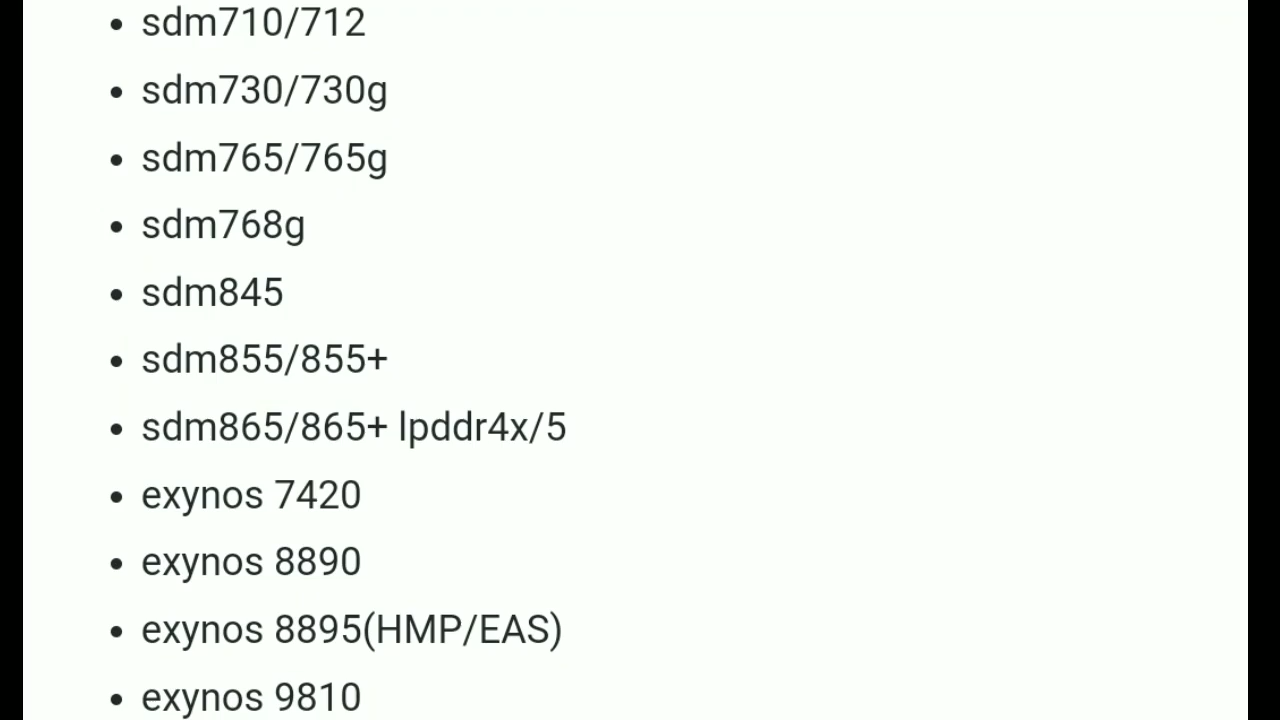 sdm710/712
sdm730/730g
sdm765/765g
sdm768g
sdm845
sdm855/855+
sdm865/865+ lpddr4x/5
exynos 7420
exynos 8890
exynos 8895(HMP/EAS)
exynos 9810